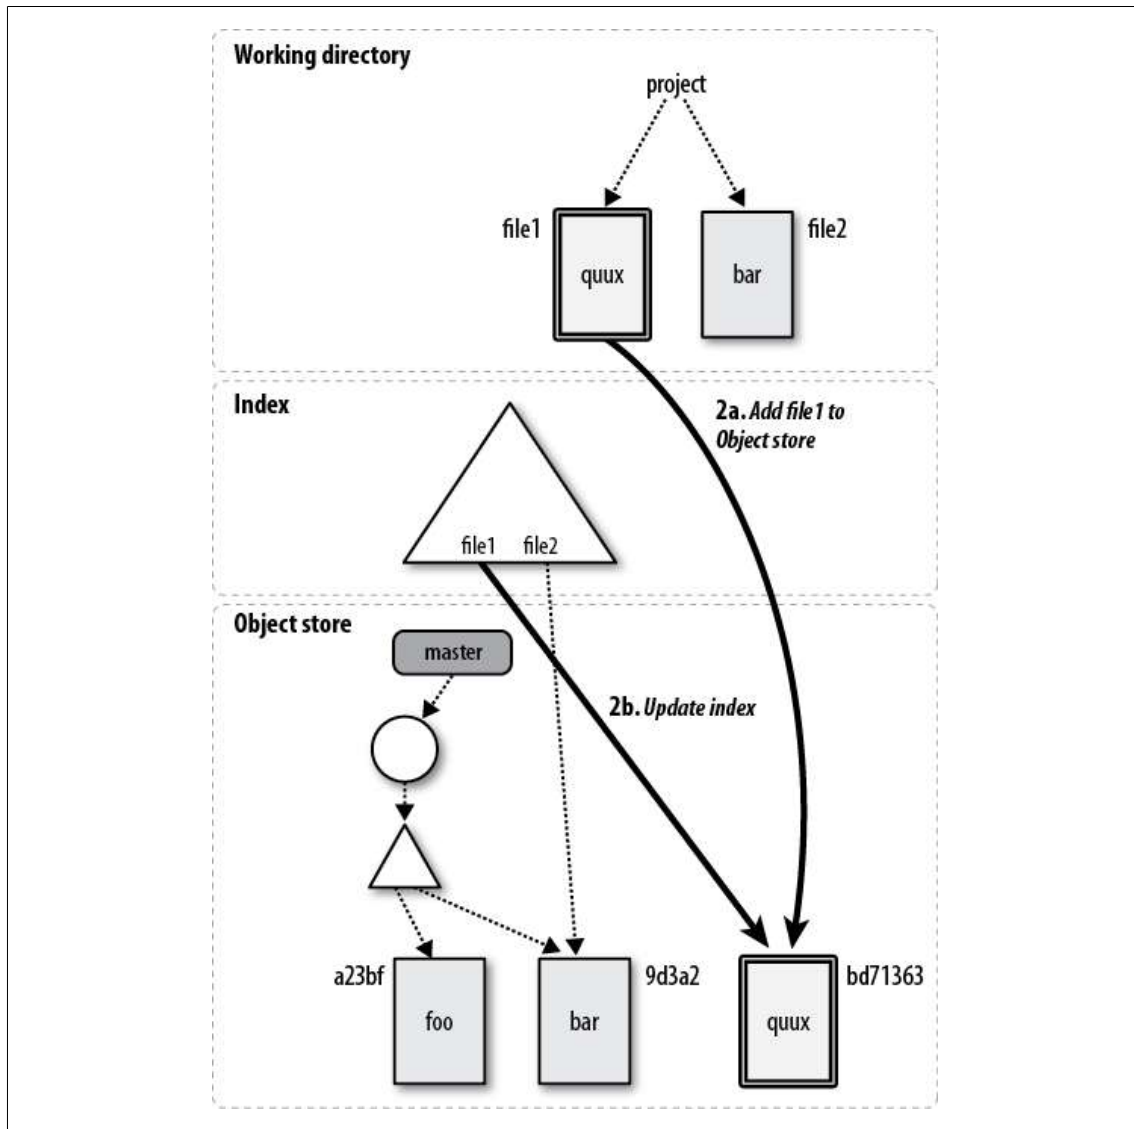 Working directory
project
file1
file2
quux
bar
Index
2a. Add file1 to
Object store
file1 file2
Object store
master
2b. Update index
a23bf
9d3a2
bd71363
foo
bar
quux